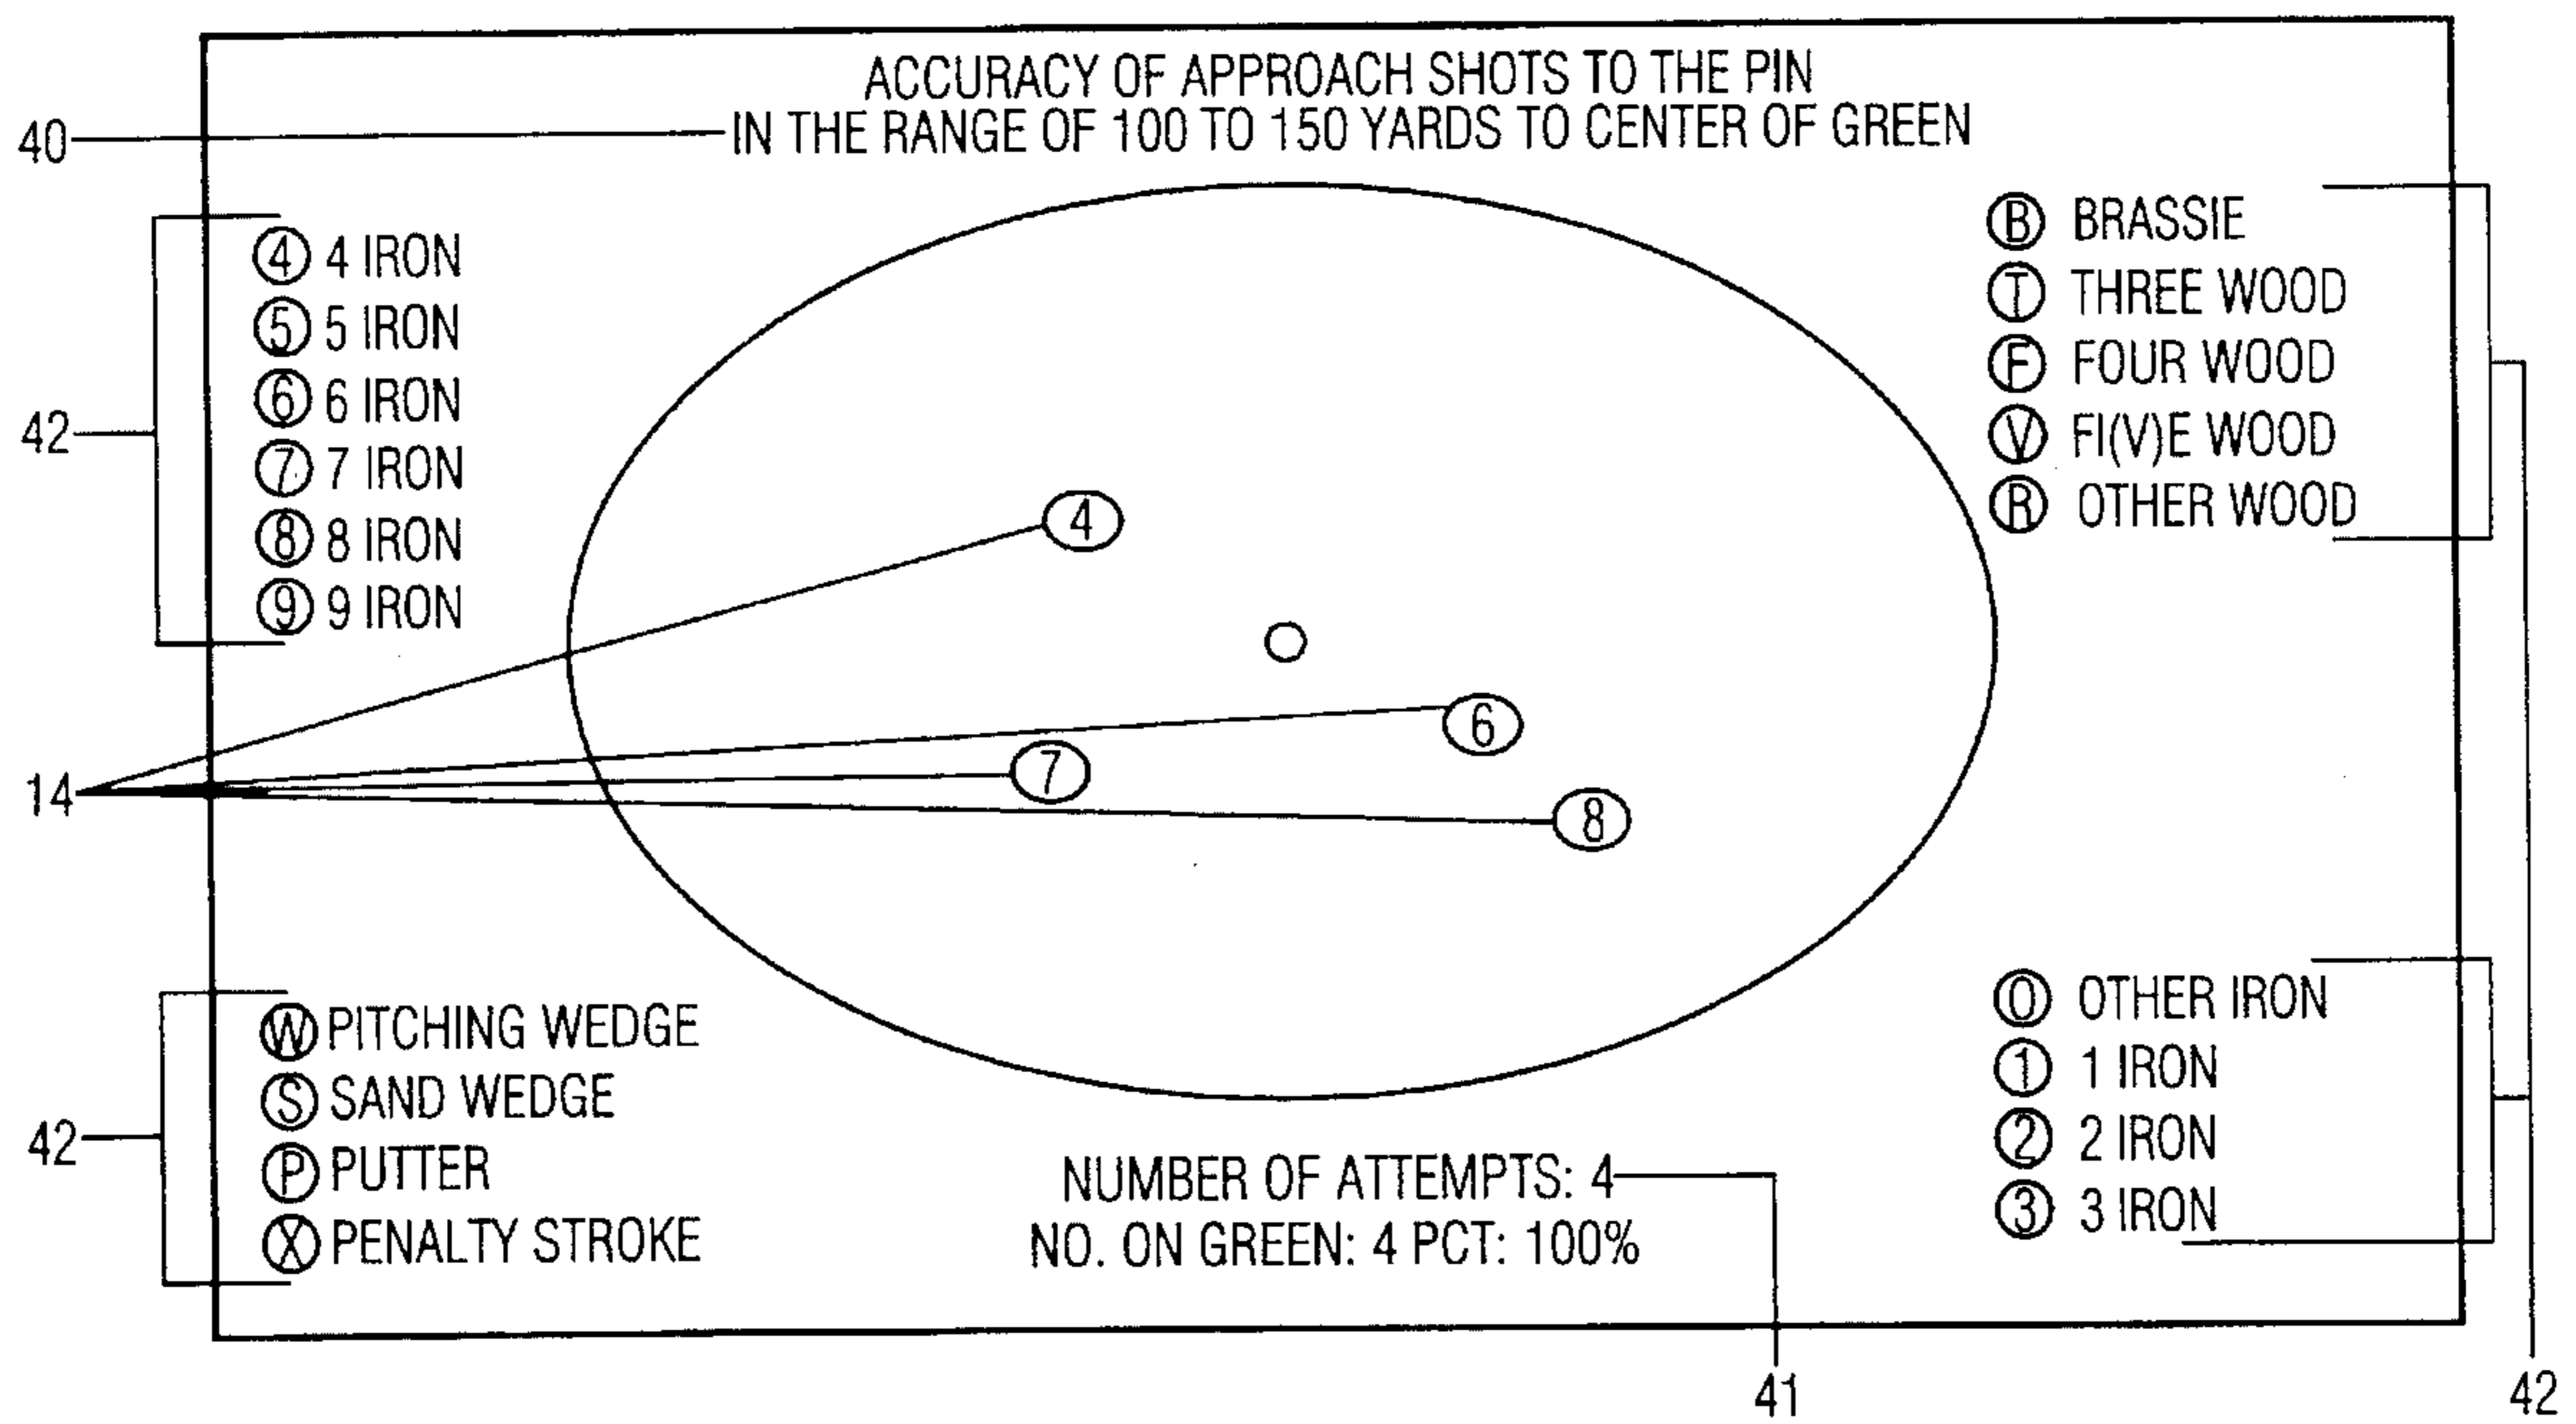 ACCURACY OF APPROACH SHOTS TO THE PIN
40 IN THE RANGE OF 100 TO 150 YARDS TO CENTER OF GREEN
42
4 4 IRON
5 5 IRON
6 6 IRON
7 7 IRON
8 8 IRON
9 9 IRON
B BRASSIE
T THREE WOOD
F FOUR WOOD
V FI(V)E WOOD
R OTHER WOOD
4
6
7
8
14
42
W PITCHING WEDGE
S SAND WEDGE
P PUTTER
X PENALTY STROKE
NUMBER OF ATTEMPTS: 4
NO. ON GREEN: 4 PCT: 100%
O OTHER IRON
1 1 IRON
2 2 IRON
3 3 IRON
41
42